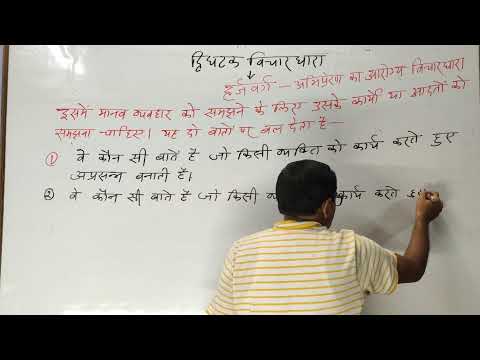 द्विघटक विचारधारा
हर्जबर्ग:- अभिप्रेरण का आरोग्य विचारधारा
इसमें मानव व्यवहार को समझने के लिए उसके कार्यों या आदतों को
समझना चाहिए। यह दो बातों पर बल देता है—
① वे कौन सी बातें है जो किसी व्यक्ति को कार्य करते हुए
अप्रसन्न बनाती है।
② वे कौन सी बाते है जो किसी कार्य करते